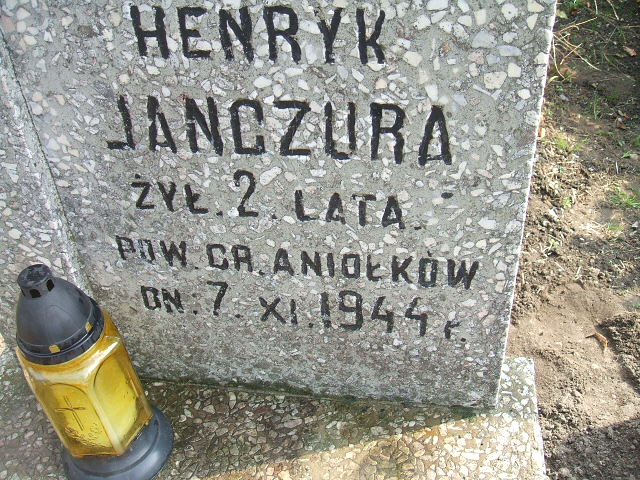 HENRYK
JANCZURA
ŻYŁ. 2. LATA.
POW. GR. ANIOŁKÓW
DN. 7. XI. 1944 r.